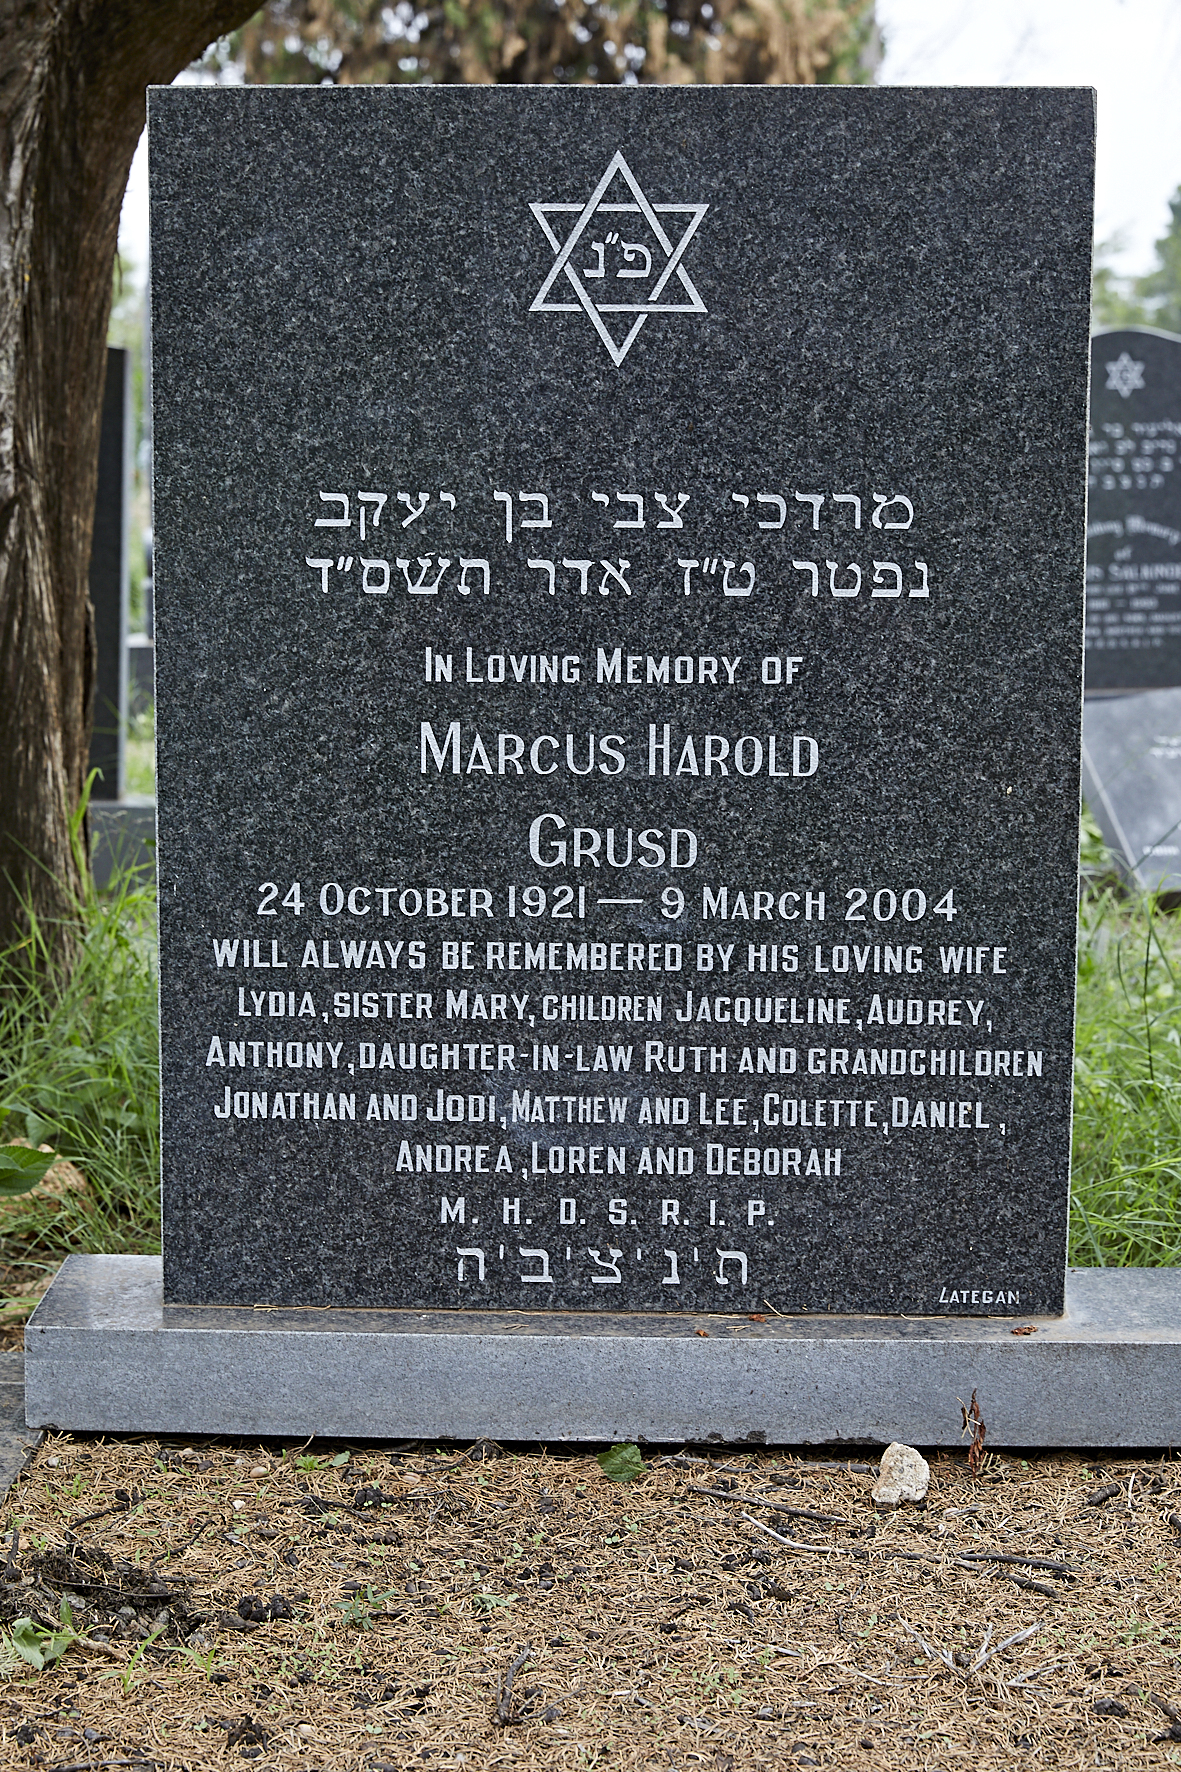 פ"נ
מרדכי צבי בן יעקב
נפטר ט"ז אדר תשס"ד
IN LOVING MEMORY OF
MARCUS HAROLD
GRUSD
24 OCTOBER 1921 — 9 MARCH 2004
WILL ALWAYS BE REMEMBERED BY HIS LOVING WIFE
LYDIA, SISTER MARY, CHILDREN JACQUELINE, AUDREY,
ANTHONY, DAUGHTER-IN-LAW RUTH AND GRANDCHILDREN
JONATHAN AND JODI, MATTHEW AND LEE, COLETTE, DANIEL,
ANDREA, LOREN AND DEBORAH
M. H. D. S. R. I. P.
ת'נ'צ'ב'ה
LATEGAN